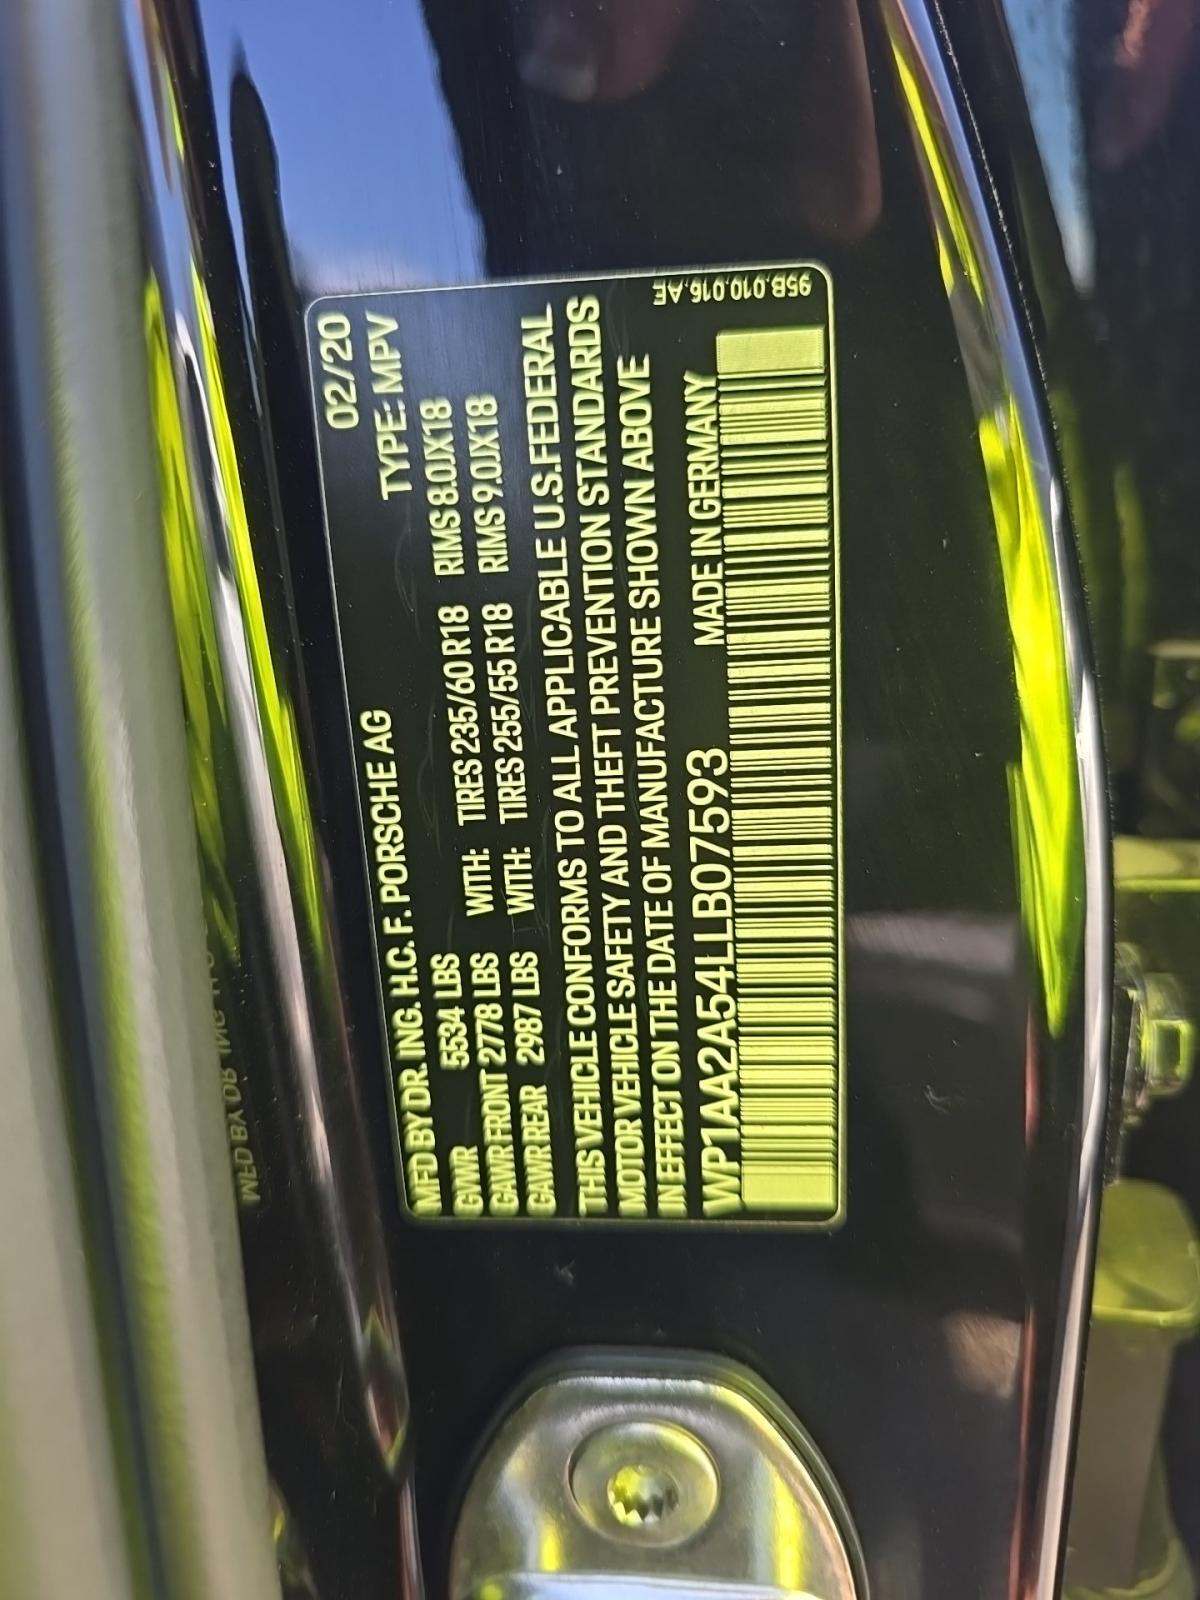 02/20
MFD BY DR. ING. H.C. F. PORSCHE AG TYPE: MPV
GVWR 5534 LBS
GAWR FRONT 2778 LBS WITH: TIRES 235/60 R18 RIMS 8.0JX18
GAWR REAR 2987 LBS WITH: TIRES 255/55 R18 RIMS 9.0JX18
THIS VEHICLE CONFORMS TO ALL APPLICABLE U.S.FEDERAL
MOTOR VEHICLE SAFETY AND THEFT PREVENTION STANDARDS
IN EFFECT ON THE DATE OF MANUFACTURE SHOWN ABOVE
WP1AA2A54LLB07593 MADE IN GERMANY
95B.010.016.AE